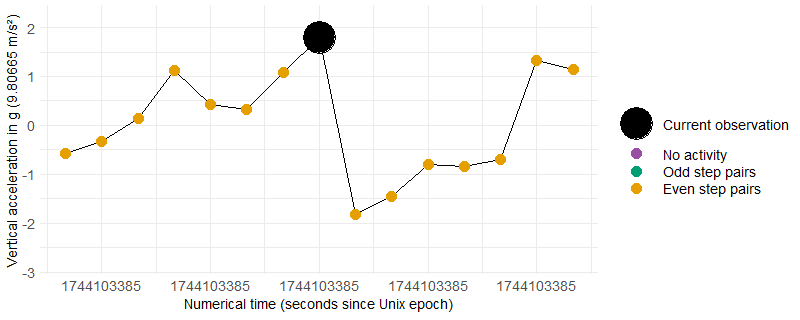 Vertical acceleration in g (9.80665 m/s²)
2
1
0
-1
-2
-3
1744103385 1744103385 1744103385 1744103385 1744103385
Numerical time (seconds since Unix epoch)
Current observation
No activity
Odd step pairs
Even step pairs